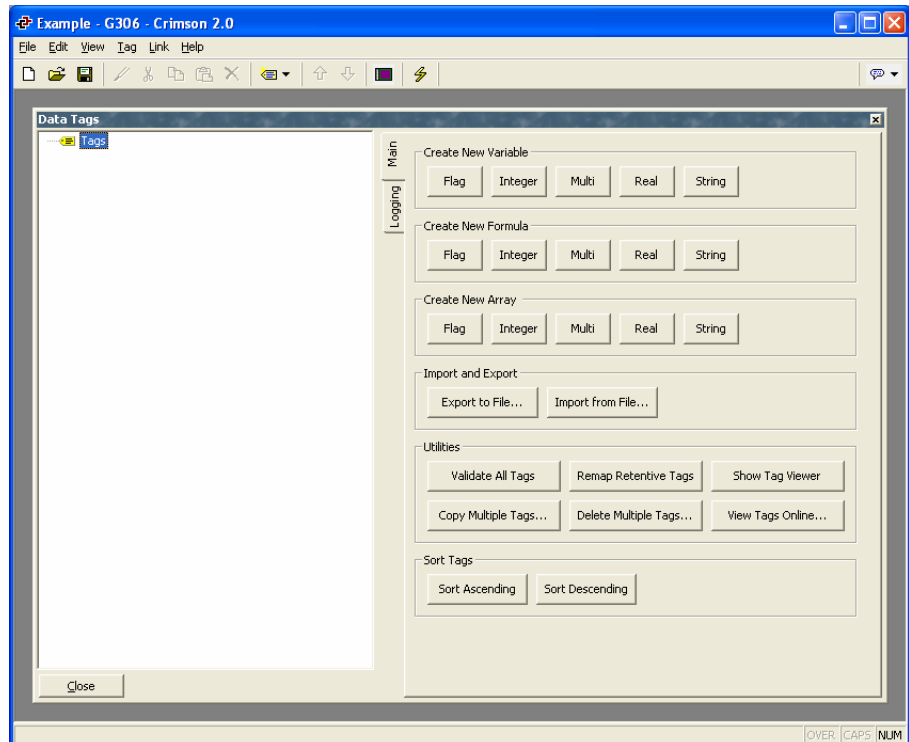 Example - G306 - Crimson 2.0
File Edit View Tag Link Help
Data Tags
Tags
Main
Logging
Create New Variable
Flag Integer Multi Real String
Create New Formula
Flag Integer Multi Real String
Create New Array
Flag Integer Multi Real String
Import and Export
Export to File... Import from File...
Utilities
Validate All Tags Remap Retentive Tags Show Tag Viewer
Copy Multiple Tags... Delete Multiple Tags... View Tags Online...
Sort Tags
Sort Ascending Sort Descending
Close
OVER CAPS NUM